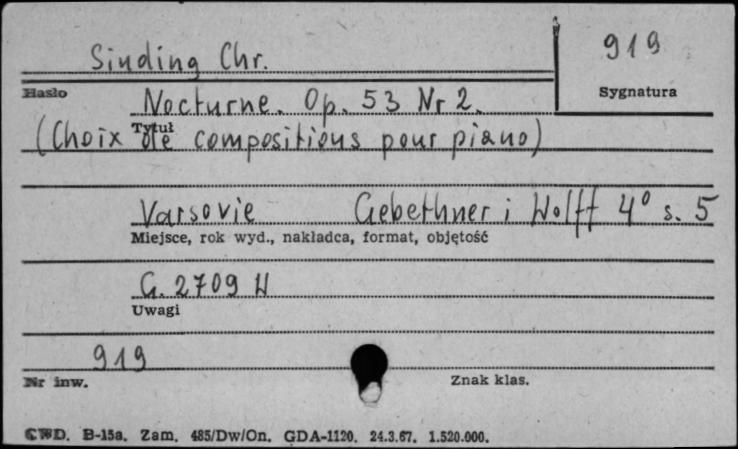 Sinding Chr.
919
Hasło
Sygnatura
Nocturne. Op. 53 Nr 2.
Tytuł
(Choix de compositions pour piano)
Varsovie Gebethner i Wolff 4° s. 5
Miejsce, rok wyd., nakładca, format, objętość
G. 2709 W
Uwagi
919
Nr inw.
Znak klas.
CWD. B-15a. Zam. 485/Dw/On. GDA-1120. 24.3.67. 1.520.000.